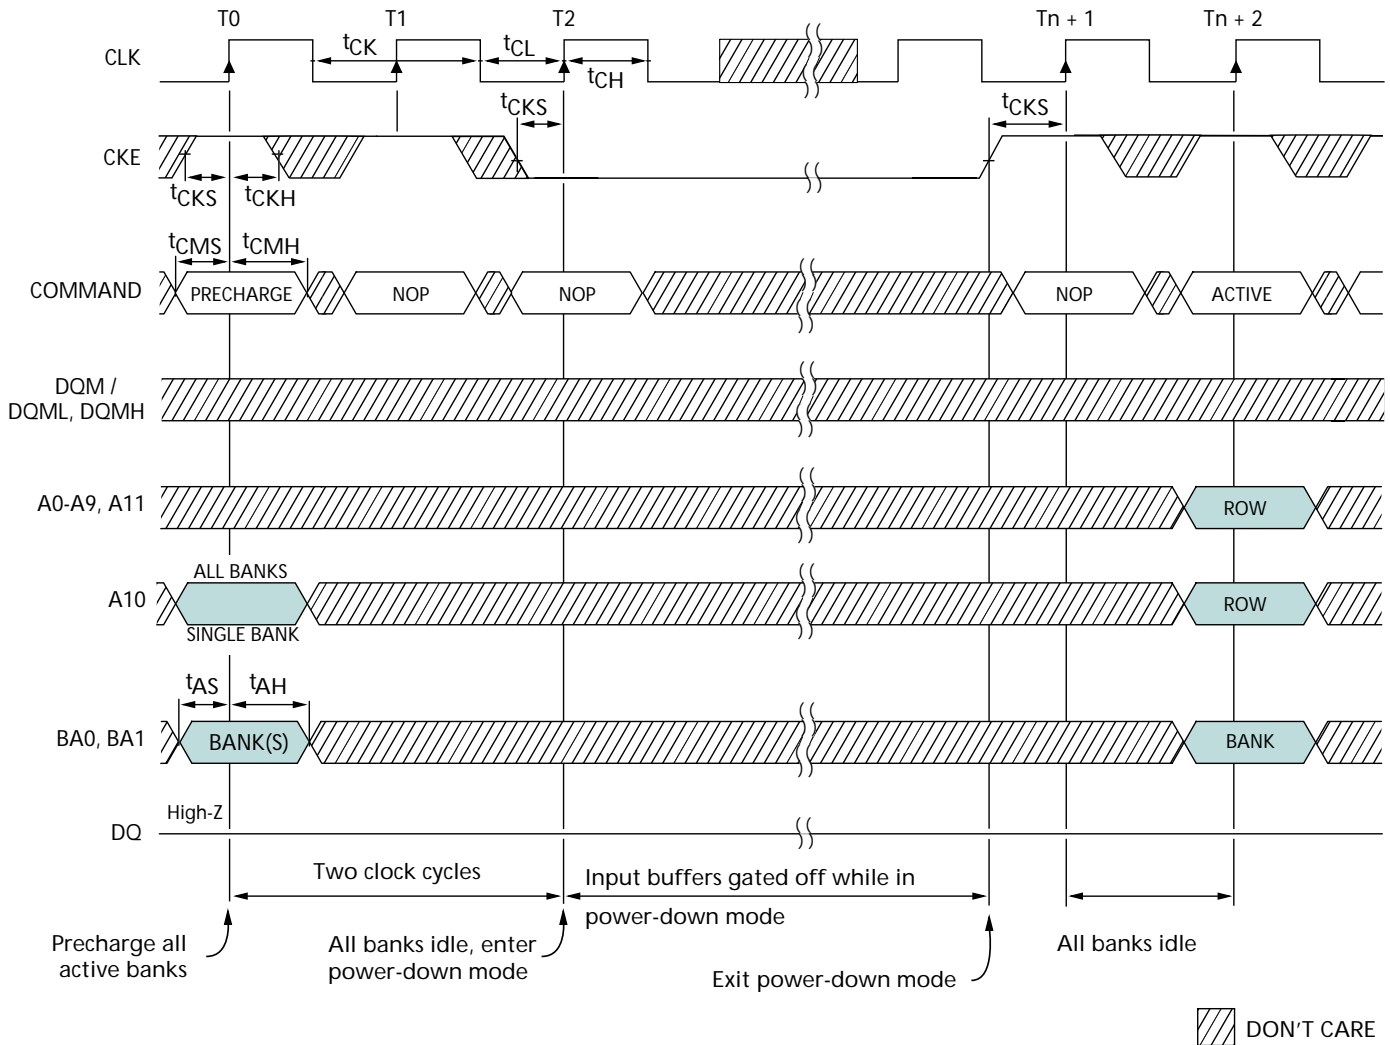 T0 T1 T2 Tn + 1 Tn + 2
CLK
tCK tCL
tCH
tCKS tCKS
CKE
tCKS tCKH
tCMS tCMH
COMMAND PRECHARGE NOP NOP NOP ACTIVE
DQM /
DQML, DQMH
A0-A9, A11 ROW
ALL BANKS
A10 ROW
SINGLE BANK
tAS tAH
BA0, BA1 BANK(S) BANK
High-Z
DQ
Two clock cycles
Input buffers gated off while in
power-down mode
Precharge all
active banks
All banks idle, enter
power-down mode
Exit power-down mode
All banks idle
DON'T CARE